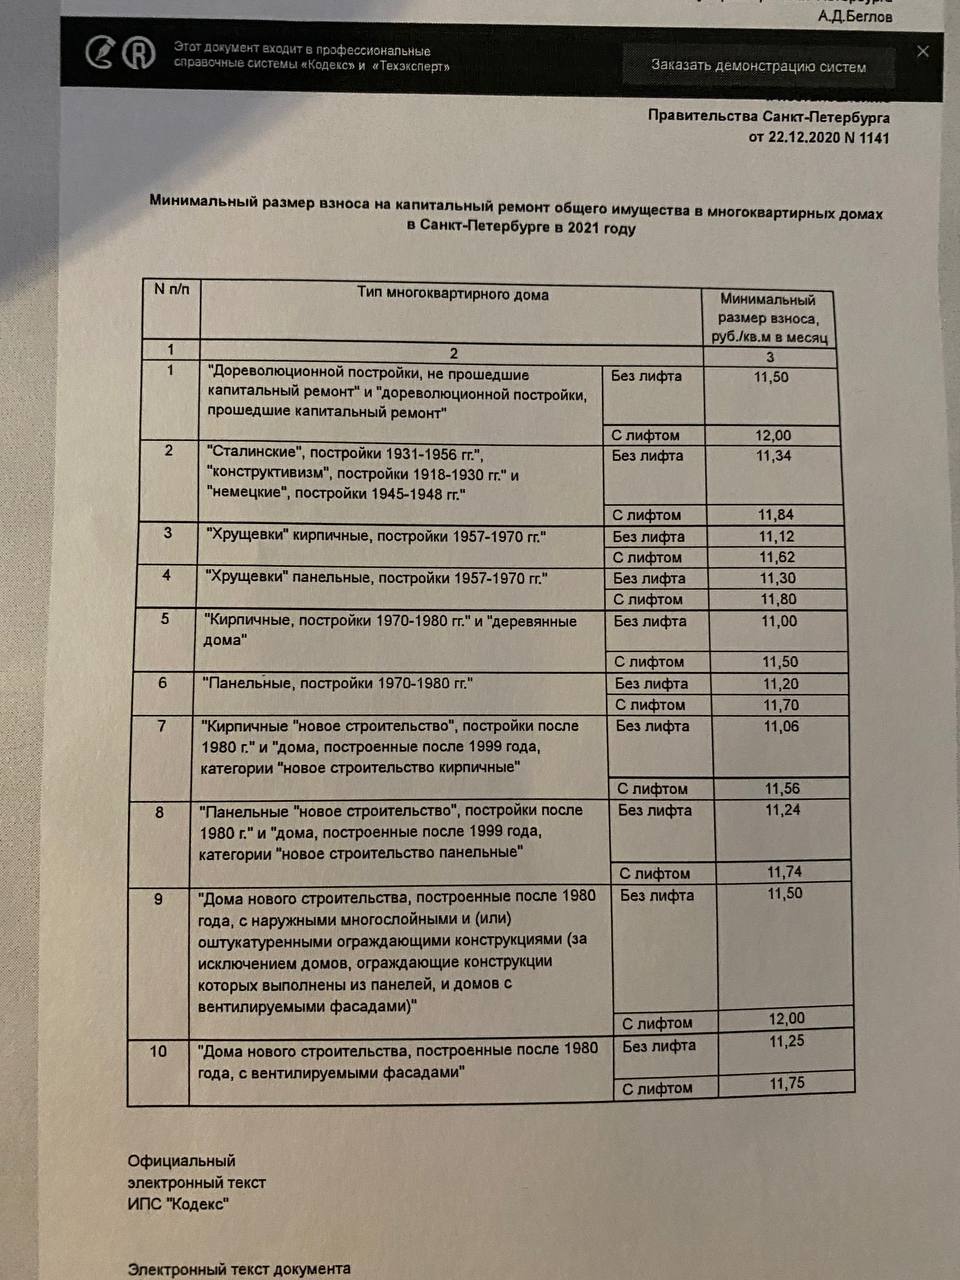 А.Д.Беглов
Этот документ входит в профессиональные
справочные системы «Кодекс» и «Техэксперт»
Заказать демонстрацию систем
Правительства Санкт-Петербурга
от 22.12.2020 N 1141
Минимальный размер взноса на капитальный ремонт общего имущества в многоквартирных домах
в Санкт-Петербурге в 2021 году
N п/п
Тип многоквартирного дома
Минимальный
размер взноса,
руб./кв.м в месяц
1
2
3
1
"Дореволюционной постройки, не прошедшие
капитальный ремонт" и "дореволюционной постройки,
прошедшие капитальный ремонт"
Без лифта
11,50
С лифтом
12,00
2
"Сталинские", постройки 1931-1956 гг.",
"конструктивизм", постройки 1918-1930 гг." и
"немецкие", постройки 1945-1948 гг."
Без лифта
11,34
С лифтом
11,84
3
"Хрущевки" кирпичные, постройки 1957-1970 гг."
Без лифта
11,12
С лифтом
11,62
4
"Хрущевки" панельные, постройки 1957-1970 гг."
Без лифта
11,30
С лифтом
11,80
5
"Кирпичные, постройки 1970-1980 гг." и "деревянные
дома"
Без лифта
11,00
С лифтом
11,50
6
"Панельные, постройки 1970-1980 гг."
Без лифта
11,20
С лифтом
11,70
7
"Кирпичные "новое строительство", постройки после
1980 г." и "дома, построенные после 1999 года,
категории "новое строительство кирпичные"
Без лифта
11,06
С лифтом
11,56
8
"Панельные "новое строительство", постройки после
1980 г." и "дома, построенные после 1999 года,
категории "новое строительство панельные"
Без лифта
11,24
С лифтом
11,74
9
"Дома нового строительства, построенные после 1980
года, с наружными многослойными и (или)
оштукатуренными ограждающими конструкциями (за
исключением домов, ограждающие конструкции
которых выполнены из панелей, и домов с
вентилируемыми фасадами)"
Без лифта
11,50
С лифтом
12,00
10
"Дома нового строительства, построенные после 1980
года, с вентилируемыми фасадами"
Без лифта
11,25
С лифтом
11,75
Официальный
электронный текст
ИПС "Кодекс"
Электронный текст документа